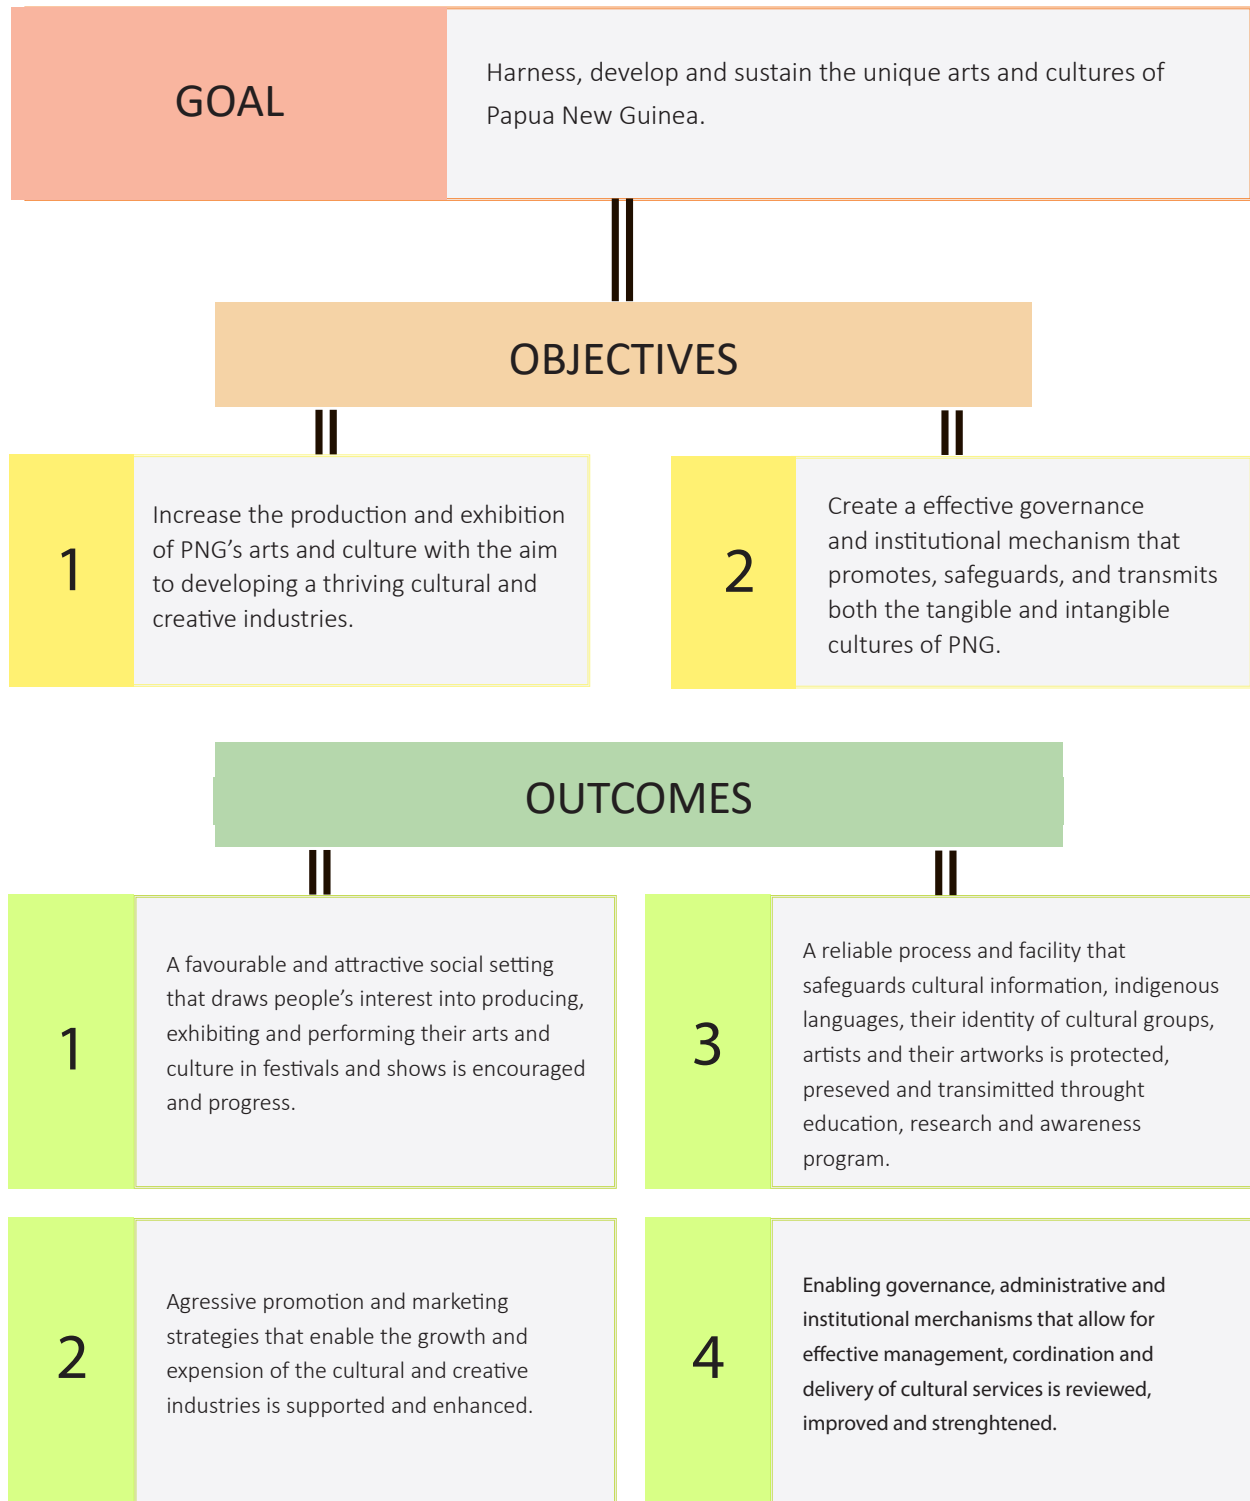 GOAL
Harness, develop and sustain the unique arts and cultures of
Papua New Guinea.
OBJECTIVES
1
Increase the production and exhibition
of PNG’s arts and culture with the aim
to developing a thriving cultural and
creative industries.
2
Create a effective governance
and institutional mechanism that
promotes, safeguards, and transmits
both the tangible and intangible
cultures of PNG.
OUTCOMES
1
A favourable and attractive social setting
that draws people’s interest into producing,
exhibiting and performing their arts and
culture in festivals and shows is encouraged
and progress.
2
Agressive promotion and marketing
strategies that enable the growth and
expension of the cultural and creative
industries is supported and enhanced.
3
A reliable process and facility that
safeguards cultural information, indigenous
languages, their identity of cultural groups,
artists and their artworks is protected,
preseved and transimitted throught
education, research and awareness
program.
4
Enabling governance, administrative and
institutional merchanisms that allow for
effective management, cordination and
delivery of cultural services is reviewed,
improved and strenghtened.